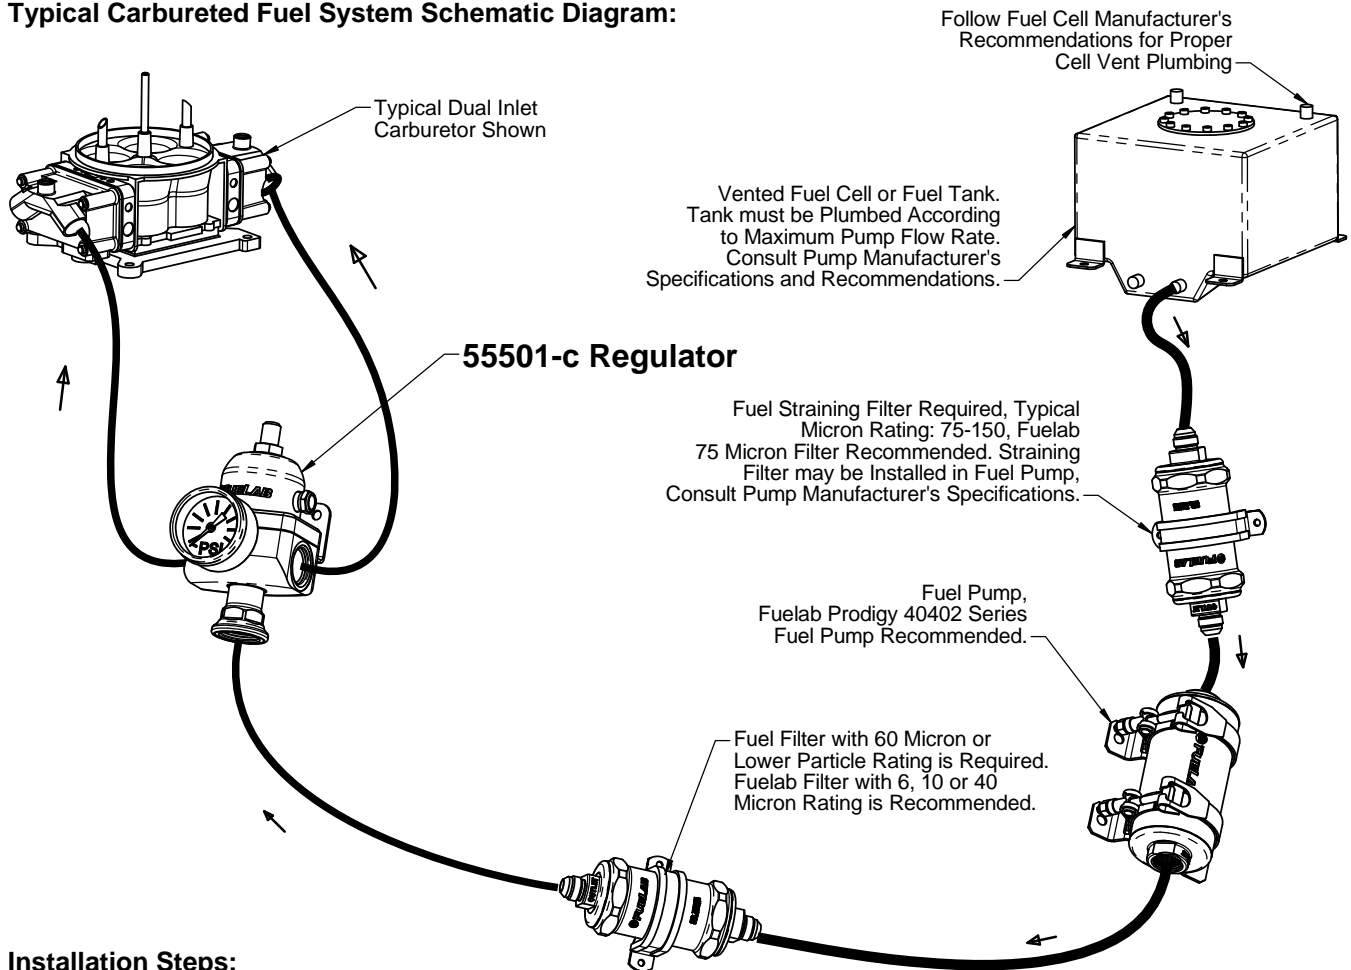 Typical Carbureted Fuel System Schematic Diagram:
Follow Fuel Cell Manufacturer's
Recommendations for Proper
Cell Vent Plumbing
Typical Dual Inlet
Carburetor Shown
Vented Fuel Cell or Fuel Tank.
Tank must be Plumbed According
to Maximum Pump Flow Rate.
Consult Pump Manufacturer's
Specifications and Recommendations.
55501-c Regulator
Fuel Straining Filter Required, Typical
Micron Rating: 75-150, Fuelab
75 Micron Filter Recommended. Straining
Filter may be Installed in Fuel Pump,
Consult Pump Manufacturer's Specifications.
PSI
FUELAB
Fuel Pump,
Fuelab Prodigy 40402 Series
Fuel Pump Recommended.
Fuel Filter with 60 Micron or
Lower Particle Rating is Required.
Fuelab Filter with 6, 10 or 40
Micron Rating is Recommended.
FUELAB
Installation Steps: